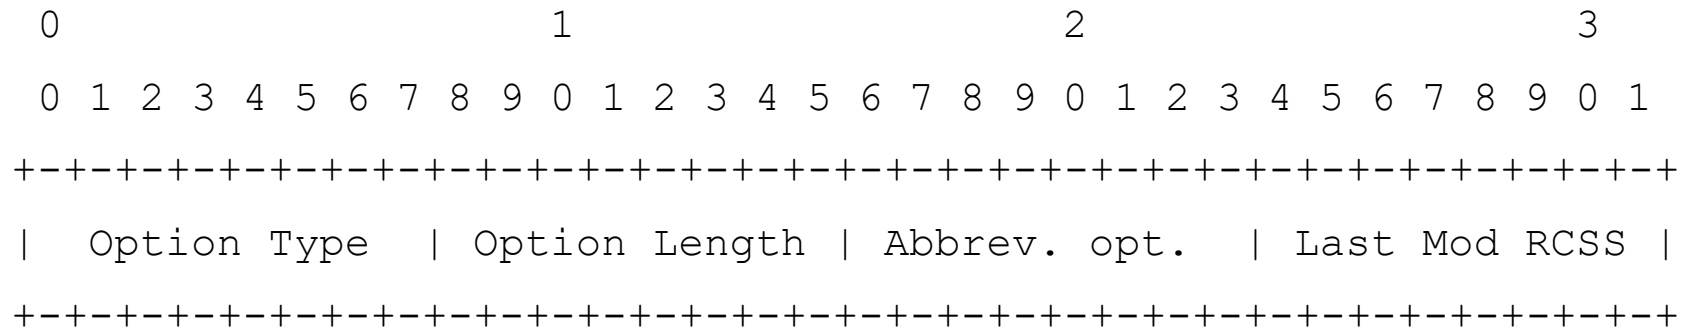 0                   1                   2                   3
 0 1 2 3 4 5 6 7 8 9 0 1 2 3 4 5 6 7 8 9 0 1 2 3 4 5 6 7 8 9 0 1
+-+-+-+-+-+-+-+-+-+-+-+-+-+-+-+-+-+-+-+-+-+-+-+-+-+-+-+-+-+-+-+-+
|  Option Type  | Option Length | Abbrev. opt.  | Last Mod RCSS |
+-+-+-+-+-+-+-+-+-+-+-+-+-+-+-+-+-+-+-+-+-+-+-+-+-+-+-+-+-+-+-+-+